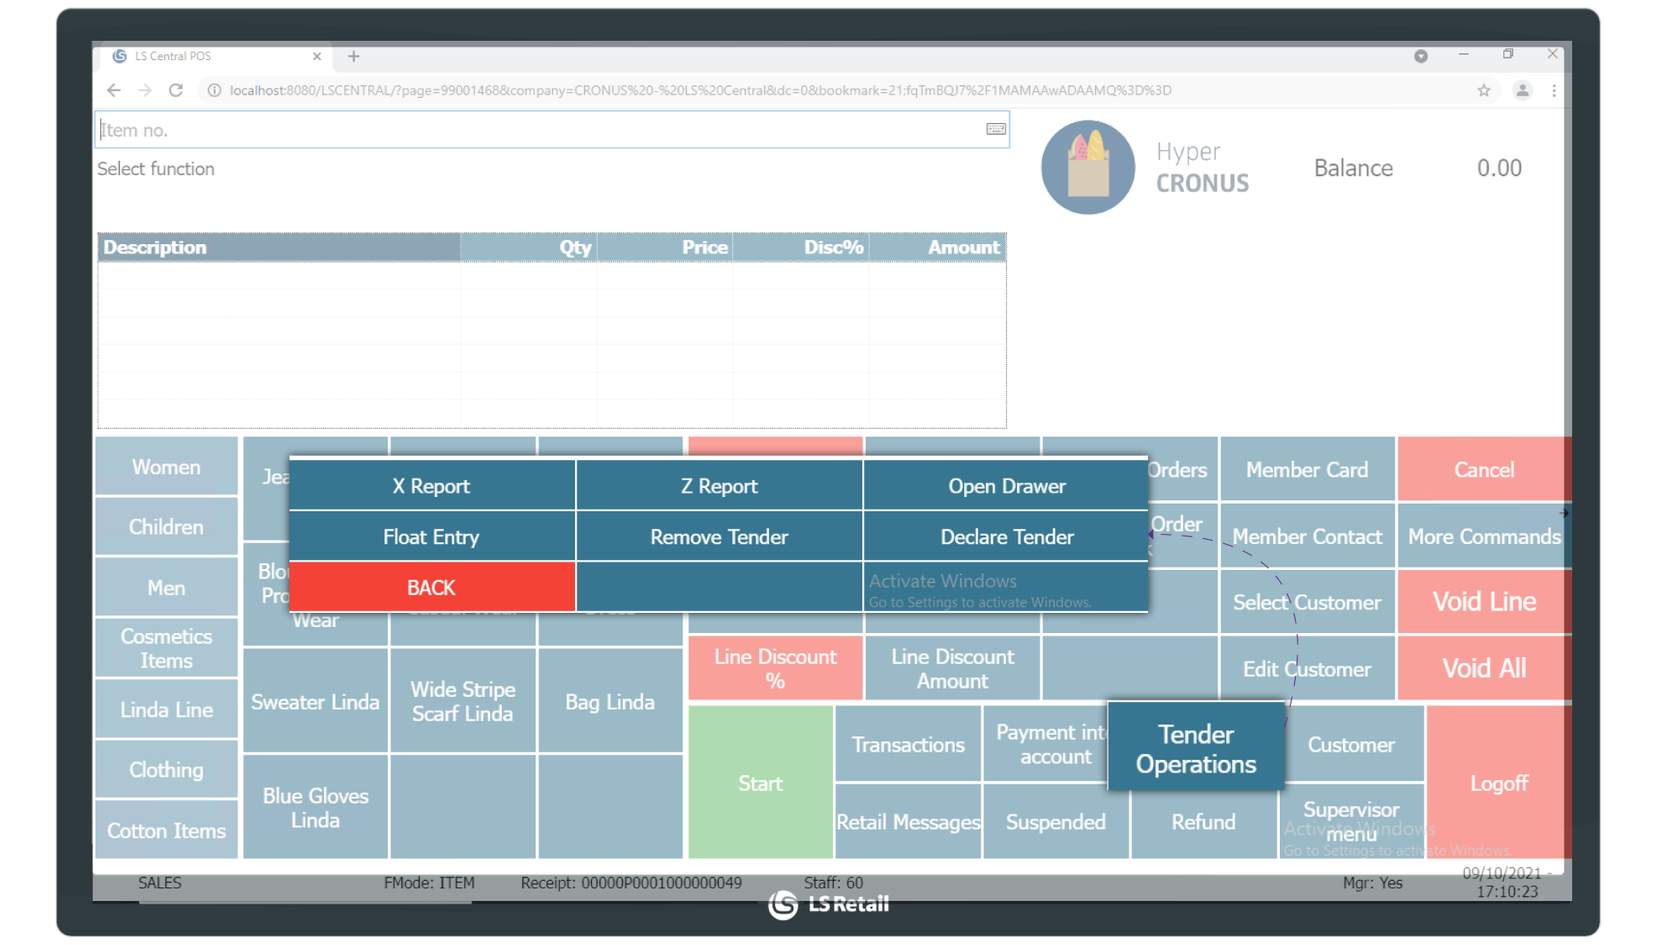 LS Central POS
localhost:8080/LSCENTRAL/?page=99001468&company=CRONUS%20-%20LS%20Central&dc=0&bookmark=21;fqTmBQJ7%2F1MAMAAwADAAMQ%3D%3D
Item no.
Select function
Hyper
CRONUS
Balance 0.00
Description Qty Price Disc% Amount
Women
Children
Men
Cosmetics
Items
Linda Line
Clothing
Cotton Items
X Report Z Report Open Drawer
Float Entry Remove Tender Declare Tender
BACK
Activate Windows
Go to Settings to activate Windows.
Wear
Sweater Linda
Wide Stripe
Scarf Linda
Bag Linda
Blue Gloves
Linda
Orders
Member Card
Cancel
Order
Member Contact
More Commands
Select Customer
Void Line
Line Discount
%
Line Discount
Amount
Edit Customer
Void All
Start
Transactions
Payment
account
Tender
Operations
Customer
Logoff
Retail Messages
Suspended
Refund
Supervisor
menu
Activate Windows
Go to Settings to activate Windows.
SALES FMode: ITEM Receipt: 00000P0001000000049 Staff: 60 Mgr: Yes
09/10/2021 -
17:10:23
LS Retail